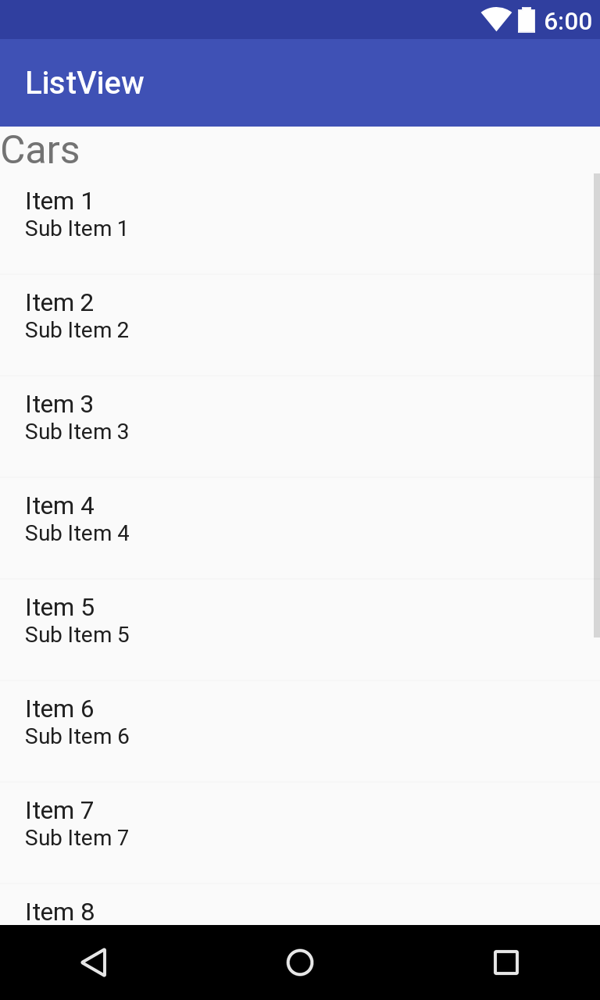 6:00
ListView
Cars
Item 1
Sub Item 1
Item 2
Sub Item 2
Item 3
Sub Item 3
Item 4
Sub Item 4
Item 5
Sub Item 5
Item 6
Sub Item 6
Item 7
Sub Item 7
Item 8